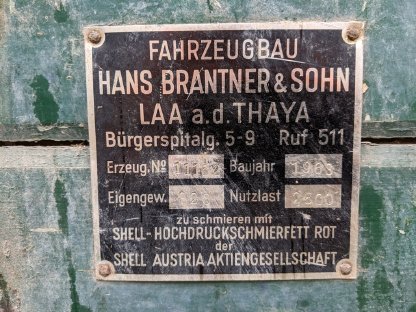 FAHRZEUGBAU
HANS BRANTNER & SOHN
LAA a.d. THAYA
Bürgerspitalg. 5-9 Ruf 511
Erzeug. No Baujahr 1963
Eigengew. Nutzlast
zu schmieren mit
SHELL-HOCHDRUCKSCHMIERFETT ROT
der
SHELL AUSTRIA AKTIENGESELLSCHAFT